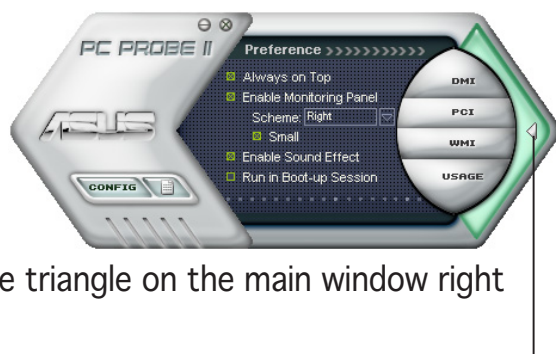 PC PROBE II
Preference >>>>>>>>>>>
Always on Top
Enable Monitoring Panel
Scheme: Right
Small
Enable Sound Effect
Run in Boot-up Session
DMI
PCI
WMI
USAGE
ASUS
CONFIG
e triangle on the main window right